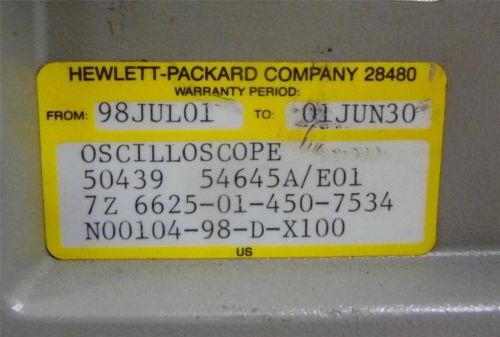 HEWLETT-PACKARD COMPANY 28480
WARRANTY PERIOD:
FROM: 98JUL01 TO: 01JUN30
OSCILLOSCOPE
50439 54645A/E01
7Z 6625-01-450-7534
N00104-98-D-X100
US